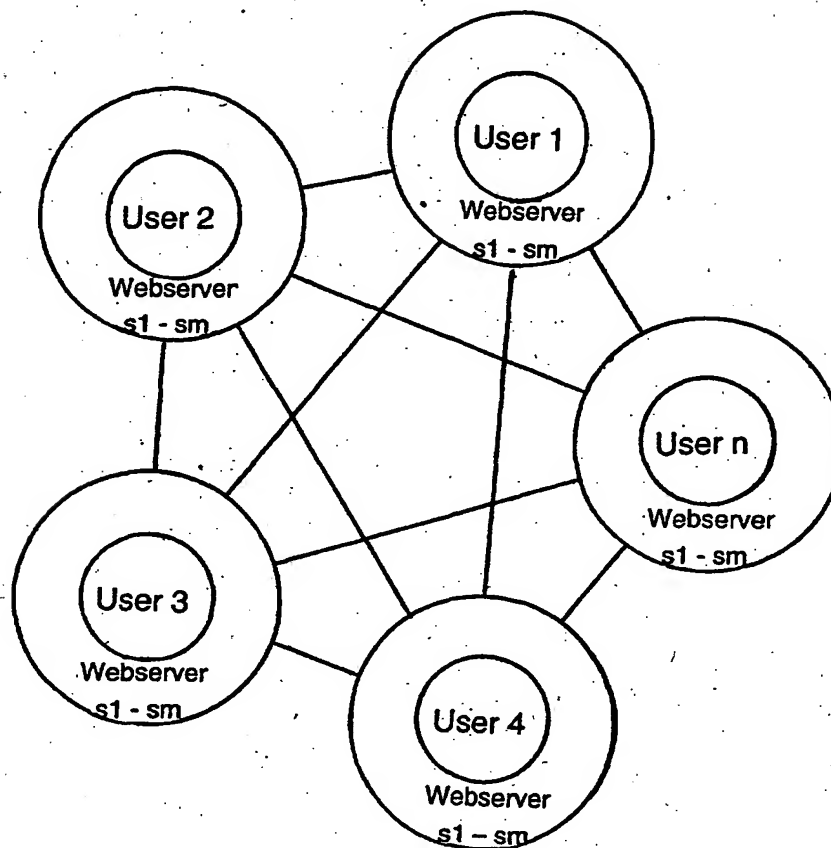 User 1
Webserver
s1 - sm
User 2
Webserver
s1 - sm
User n
Webserver
s1 - sm
User 3
Webserver
s1 - sm
User 4
Webserver
s1 – sm